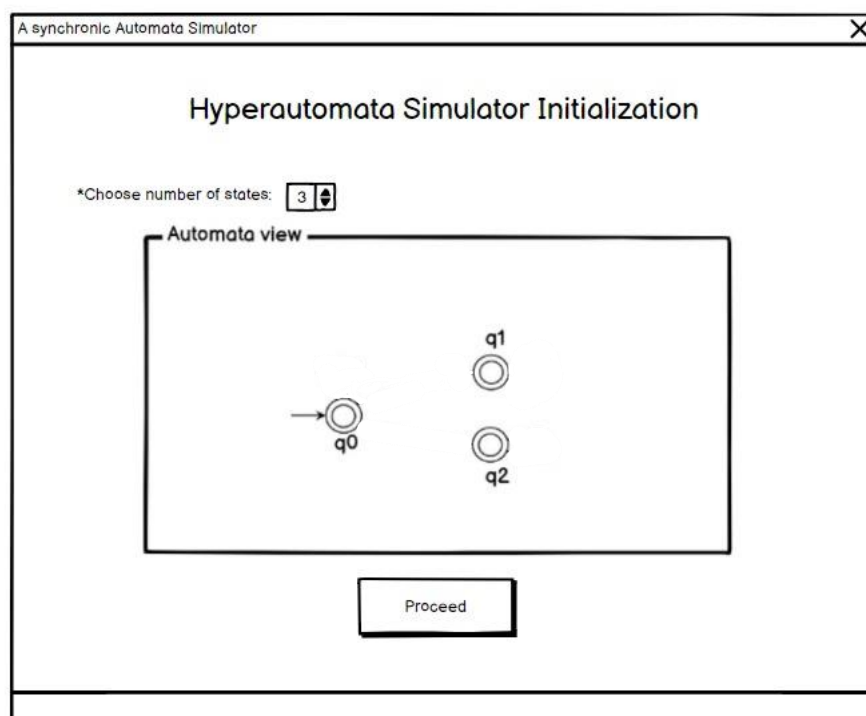 A synchronic Automata Simulator
Hyperautomata Simulator Initialization
*Choose number of states: 3
Automata view
q1
q0
q2
Proceed